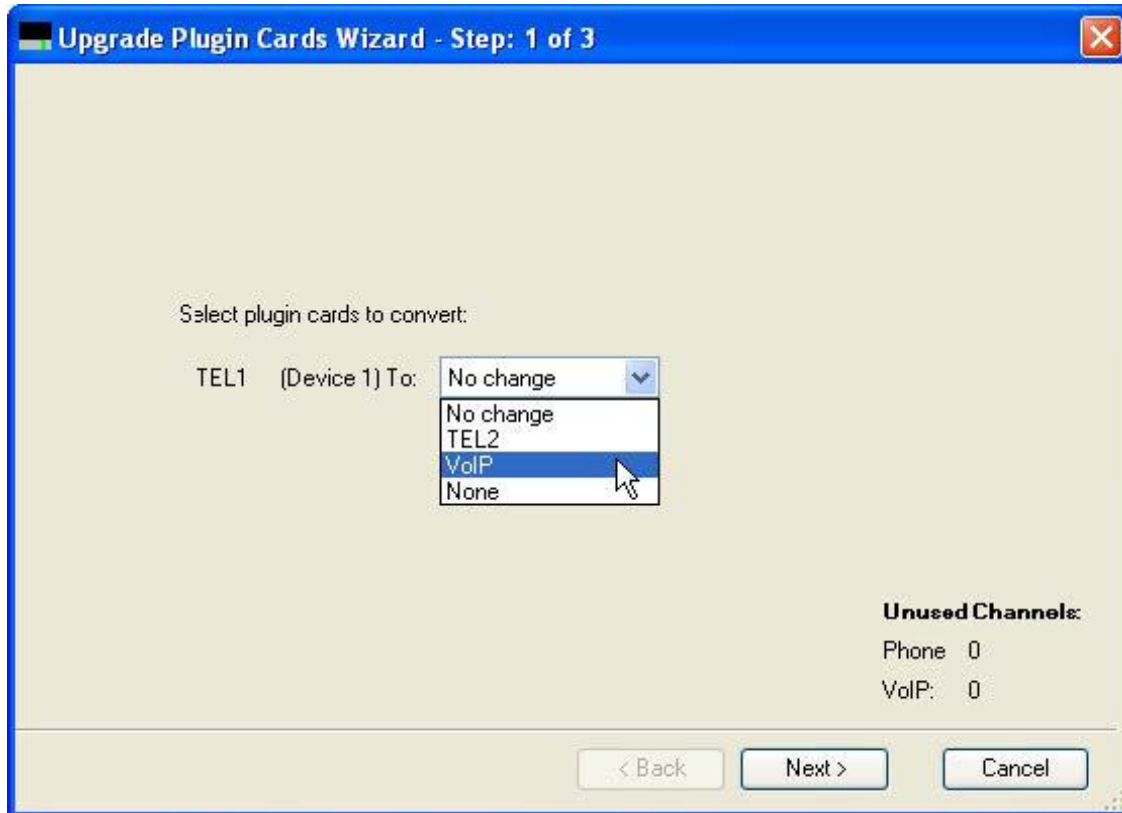 Upgrade Plugin Cards Wizard - Step: 1 of 3
Select plugin cards to convert:
TEL1 (Device 1) To: No change
No change
TEL2
VoIP
None
Unused Channels:
Phone 0
VoIP: 0
< Back Next > Cancel